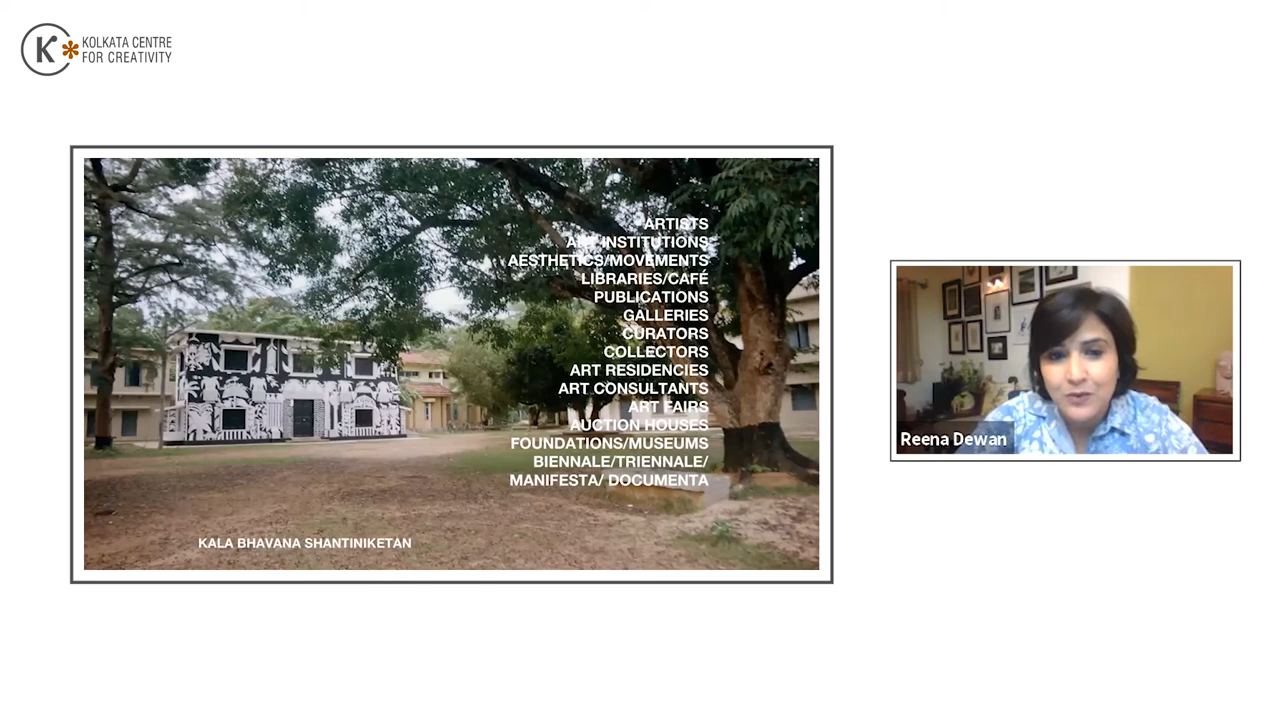 KOLKATA CENTRE
FOR CREATIVITY
ARTISTS
ART INSTITUTIONS
AESTHETICS/MOVEMENTS
LIBRARIES/CAFÉ
PUBLICATIONS
GALLERIES
CURATORS
COLLECTORS
ART RESIDENCIES
ART CONSULTANTS
ART FAIRS
AUCTION HOUSES
FOUNDATIONS/MUSEUMS
BIENNALE/TRIENNALE/
MANIFESTA/ DOCUMENTA
KALA BHAVANA SHANTINIKETAN
Reena Dewan